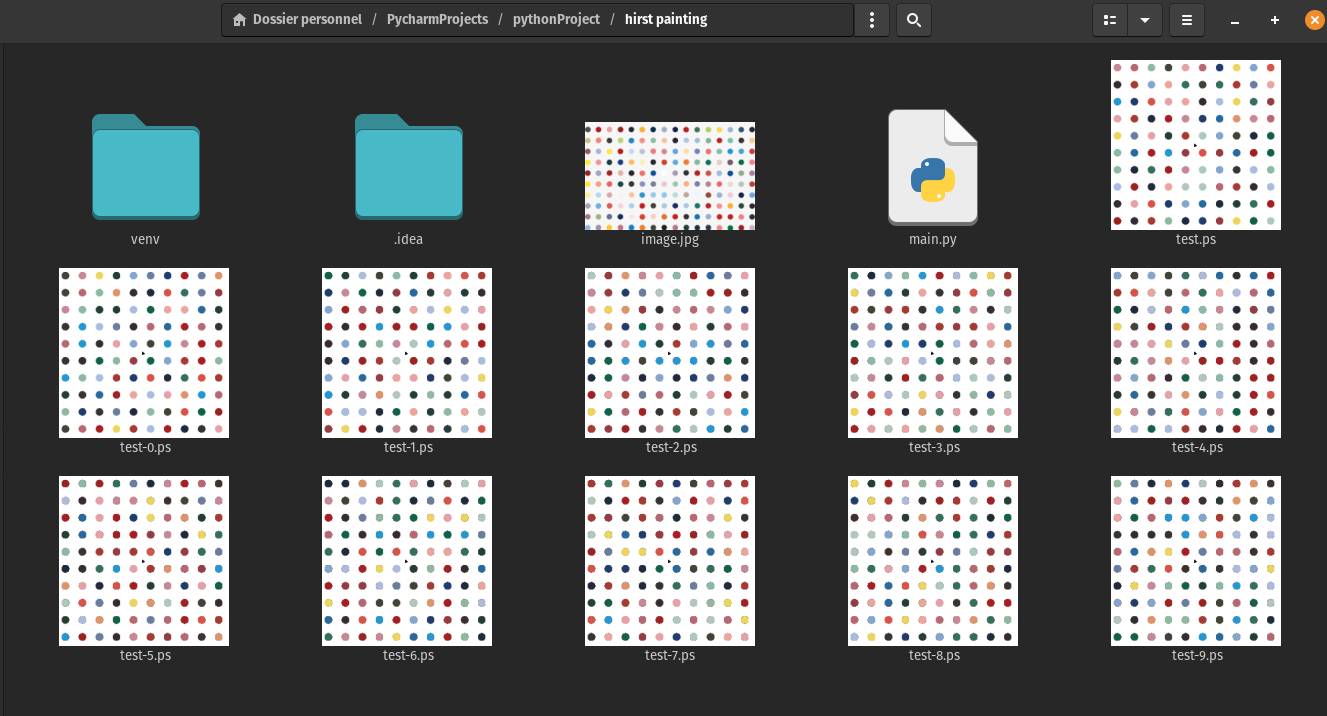 Dossier personnel / PycharmProjects / pythonProject / hirst painting
venv
.idea
image.jpg
main.py
test.ps
test-0.ps
test-1.ps
test-2.ps
test-3.ps
test-4.ps
test-5.ps
test-6.ps
test-7.ps
test-8.ps
test-9.ps